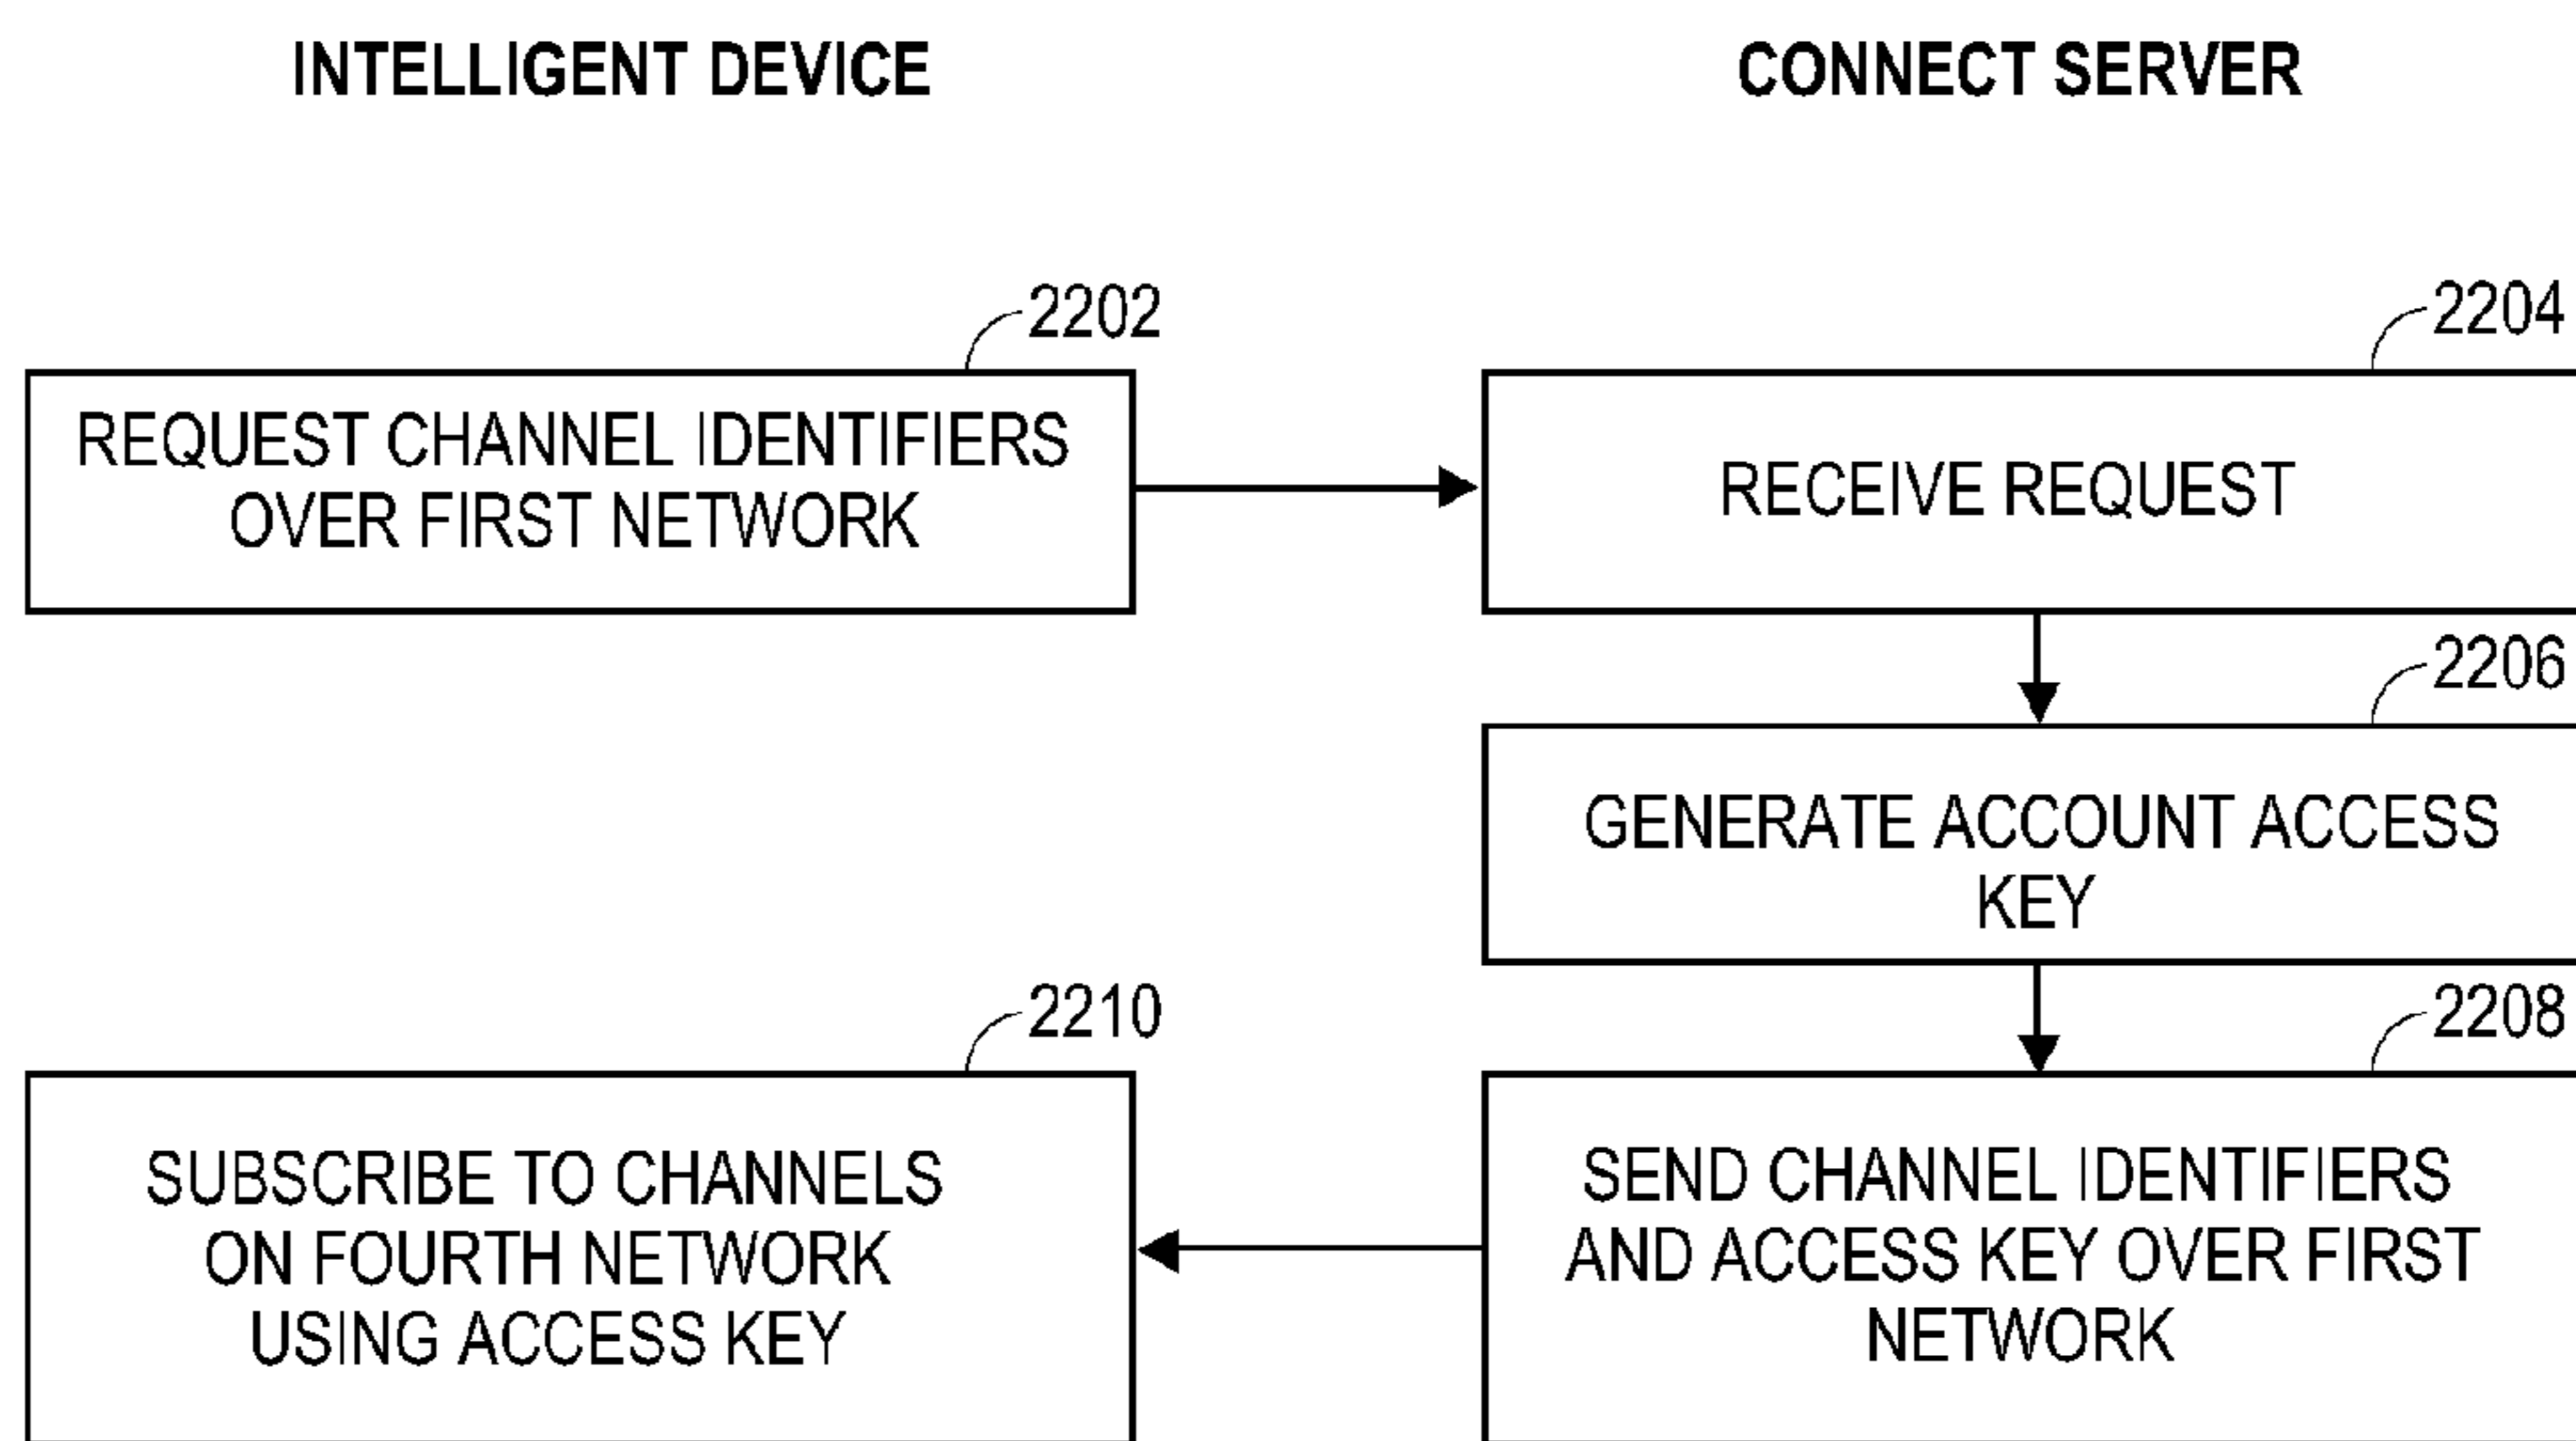 INTELLIGENT DEVICE
CONNECT SERVER
2202
2204
REQUEST CHANNEL IDENTIFIERS
OVER FIRST NETWORK
RECEIVE REQUEST
2206
GENERATE ACCOUNT ACCESS
KEY
2210
2208
SUBSCRIBE TO CHANNELS
ON FOURTH NETWORK
USING ACCESS KEY
SEND CHANNEL IDENTIFIERS
AND ACCESS KEY OVER FIRST
NETWORK